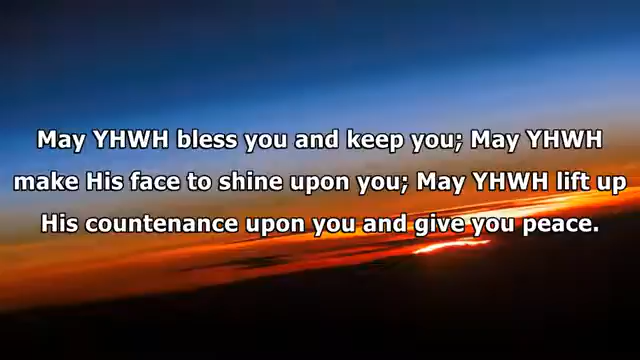 May YHWH bless you and keep you; May YHWH
make His face to shine upon you; May YHWH lift up
His countenance upon you and give you peace.